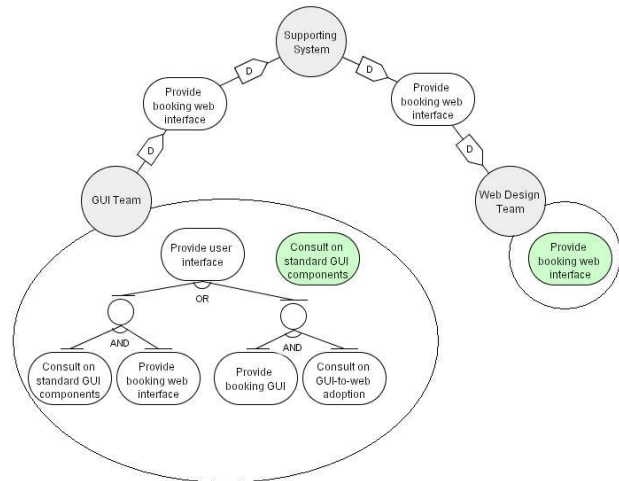 Supporting
System
D
D
Provide
booking web
interface
Provide
booking web
interface
D
D
GUI Team
Web Design
Team
Provide user
interface
Consult on
standard GUI
components
Provide
booking web
interface
OR
AND
AND
Consult on
standard GUI
components
Provide
booking web
interface
Provide
booking GUI
Consult on
GUI-to-web
adoption